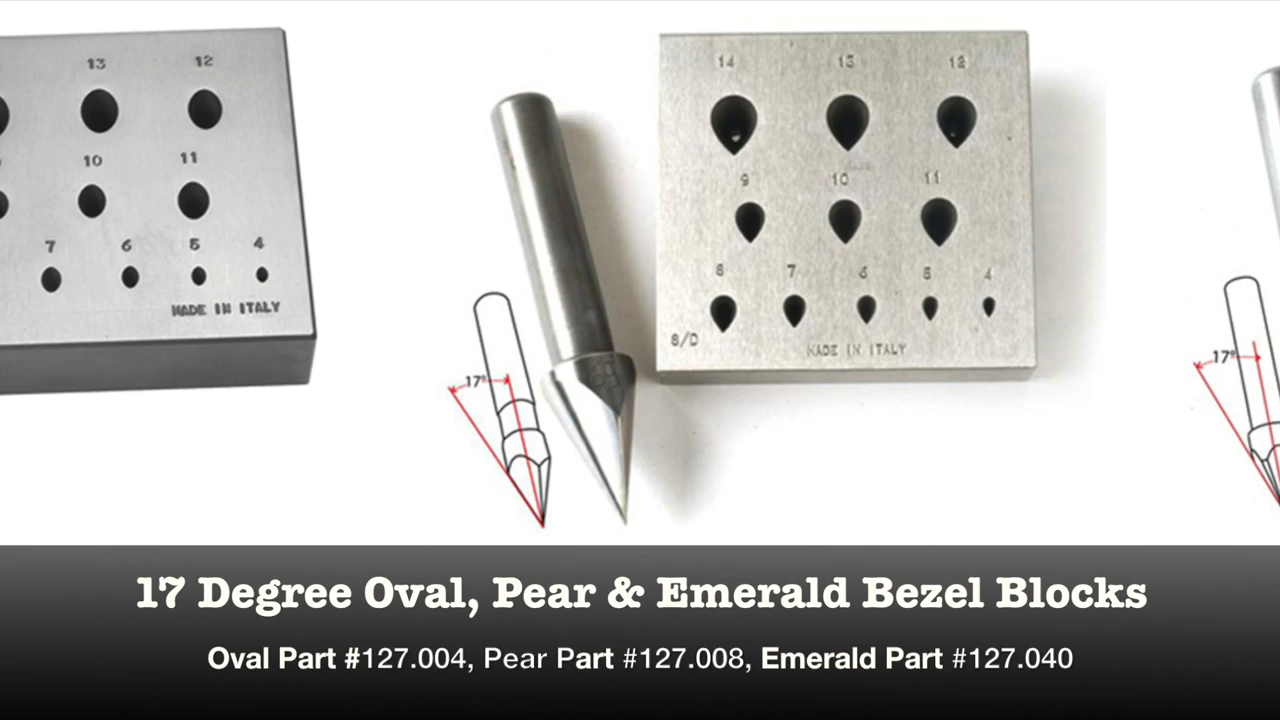 13 12
10 11
7 6 5 4
MADE IN ITALY
17°
14 13 12
9 10 11
8 7 6 5 4
S/D
MADE IN ITALY
17°
17 Degree Oval, Pear & Emerald Bezel Blocks
Oval Part #127.004, Pear Part #127.008, Emerald Part #127.040